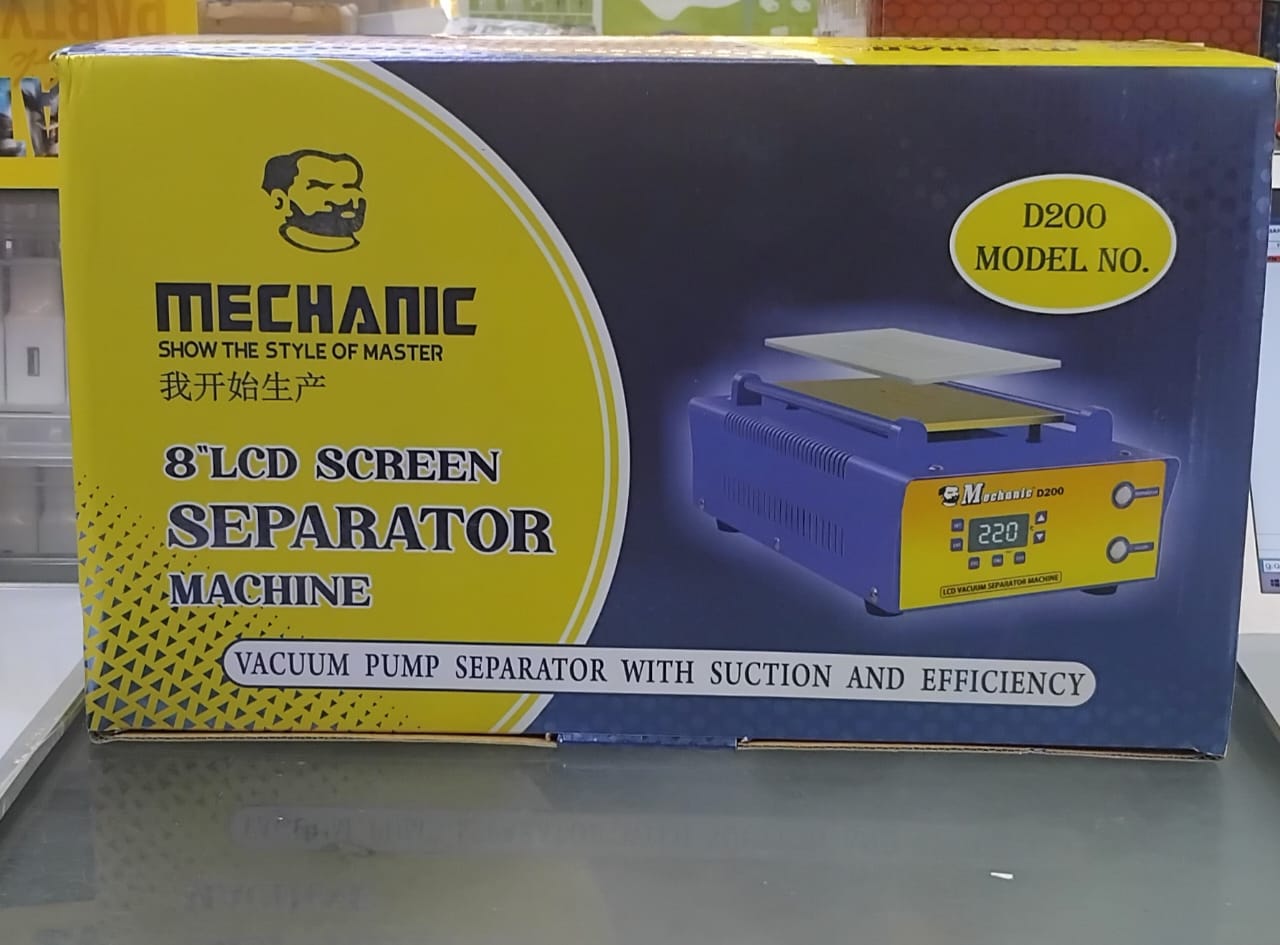 MECHANIC
SHOW THE STYLE OF MASTER
我开始生产
8"LCD SCREEN
SEPARATOR
MACHINE
VACUUM PUMP SEPARATOR WITH SUCTION AND EFFICIENCY
D200
MODEL NO.
Mechanic D200
220
LCD VACUUM SEPARATOR MACHINE
PARTY